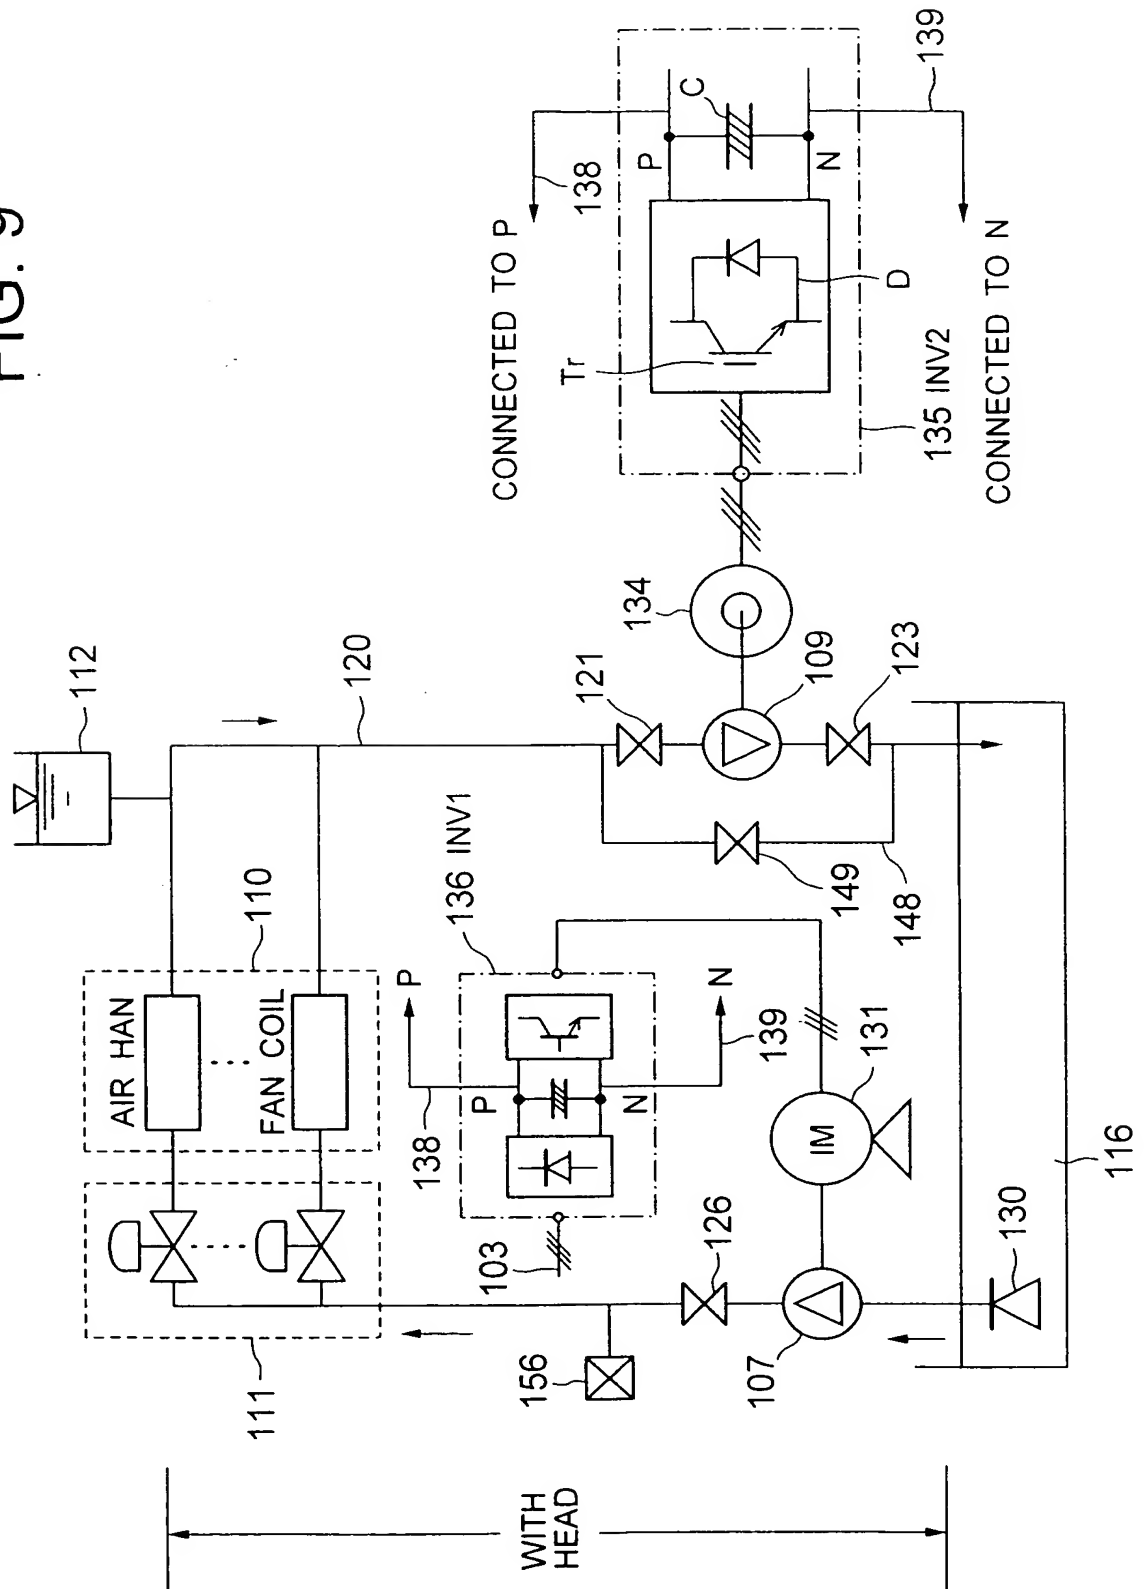 FIG. 9
WITH
HEAD
111
110
AIR HAN
FAN COIL
112
120
156
107
126
103
136 INV1
138
P
N
P
N
139
IM
131
130
116
149
148
121
109
123
134
Tr
D
P
N
C
135 INV2
138
139
CONNECTED TO P
CONNECTED TO N